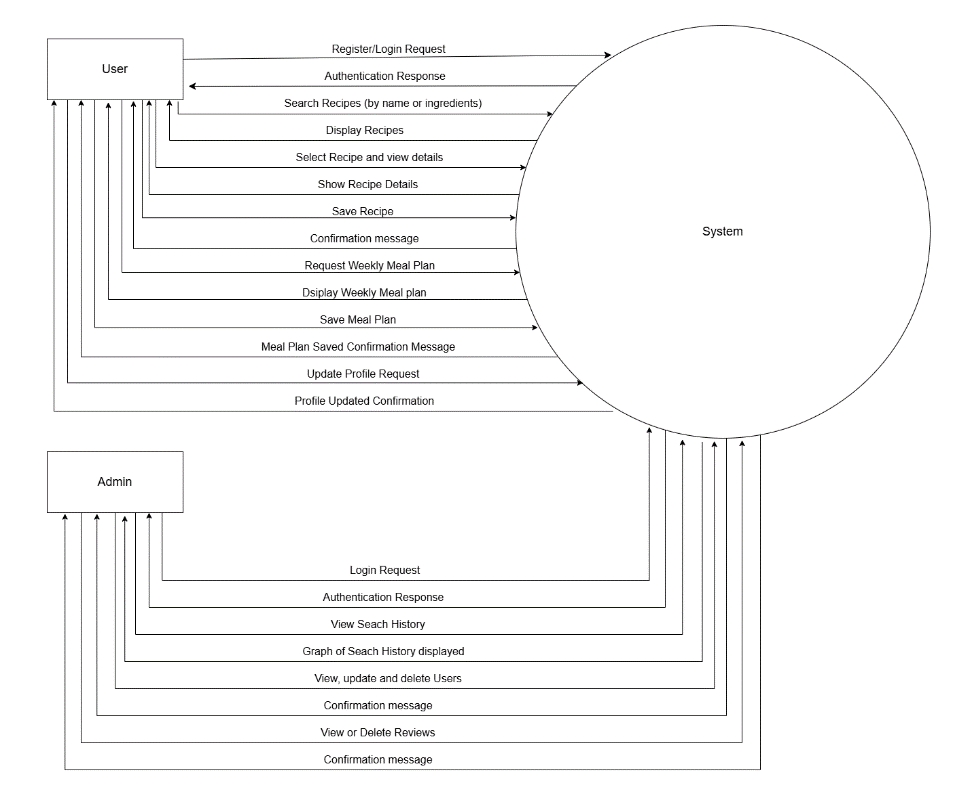 User
Register/Login Request
Authentication Response
Search Recipes (by name or ingredients)
Display Recipes
Select Recipe and view details
Show Recipe Details
Save Recipe
Confirmation message
Request Weekly Meal Plan
Dsiplay Weekly Meal plan
Save Meal Plan
Meal Plan Saved Confirmation Message
Update Profile Request
Profile Updated Confirmation
System
Admin
Login Request
Authentication Response
View Seach History
Graph of Seach History displayed
View, update and delete Users
Confirmation message
View or Delete Reviews
Confirmation message